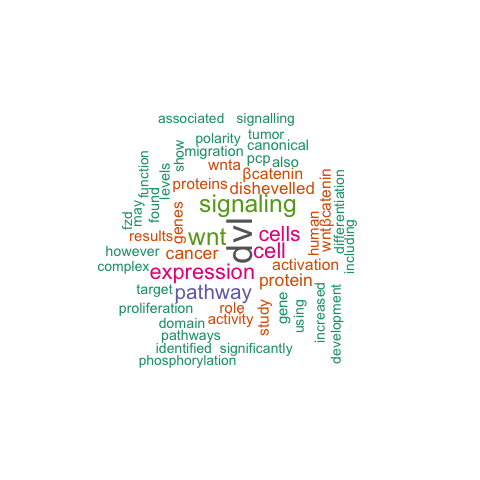 associated signalling
polarity tumor
migration canonical
show
wnta pcp also
function
levels
βcatenin
proteins dishevelled
may
found
signaling
fzd
genes
wnt dvl cells
human
wntβcatenin
differentiation
including
results
however cancer cell
complex expression activation
target pathway protein
proliferation role
domain activity
study
gene
using
increased
development
pathways
identified significantly
phosphorylation